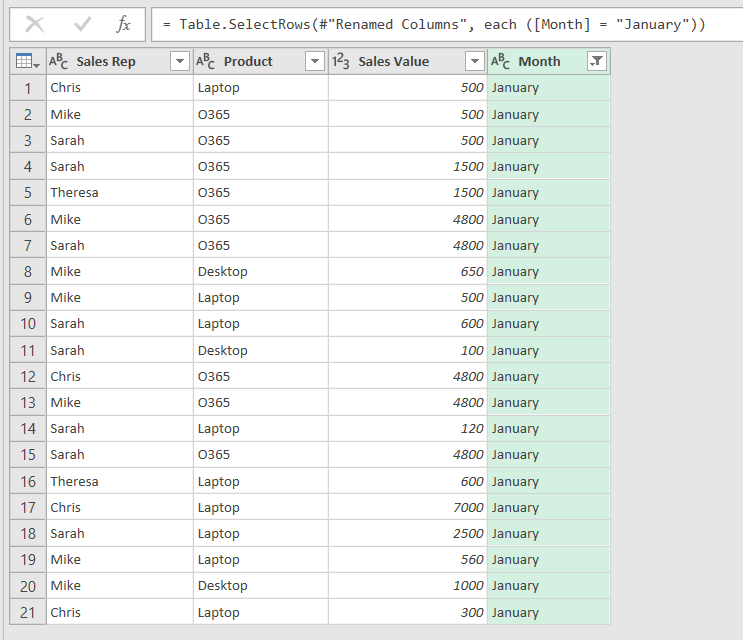 fx = Table.SelectRows(#"Renamed Columns", each ([Month] = "January"))
ABC Sales Rep ABC Product 123 Sales Value ABC Month
1 Chris Laptop 500 January
2 Mike O365 500 January
3 Sarah O365 500 January
4 Sarah O365 1500 January
5 Theresa O365 1500 January
6 Mike O365 4800 January
7 Sarah O365 4800 January
8 Mike Desktop 650 January
9 Mike Laptop 500 January
10 Sarah Laptop 600 January
11 Sarah Desktop 100 January
12 Chris O365 4800 January
13 Mike O365 4800 January
14 Sarah Laptop 120 January
15 Sarah O365 4800 January
16 Theresa Laptop 600 January
17 Chris Laptop 7000 January
18 Sarah Laptop 2500 January
19 Mike Laptop 560 January
20 Mike Desktop 1000 January
21 Chris Laptop 300 January